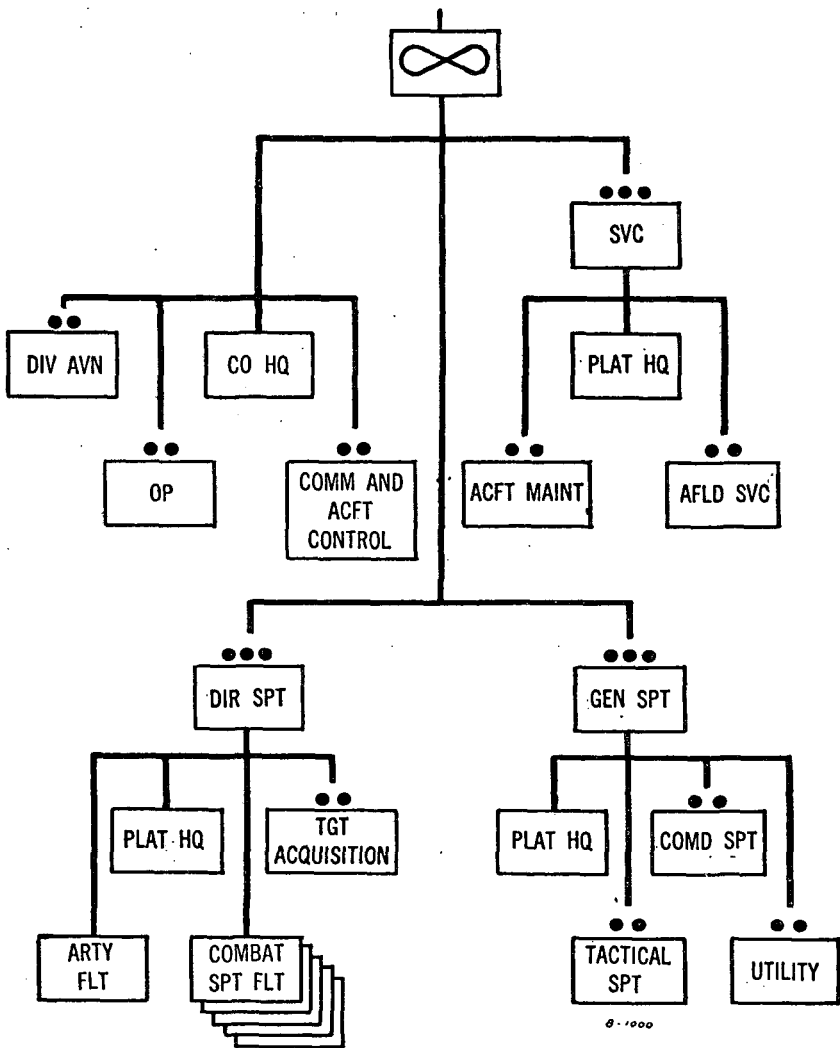 SVC
DIV AVN
CO HQ
PLAT HQ
OP
COMM AND
ACFT
CONTROL
ACFT MAINT
AFLD SVC
DIR SPT
GEN SPT
PLAT HQ
TGT
ACQUISITION
PLAT HQ
COMD SPT
ARTY
FLT
COMBAT
SPT FLT
TACTICAL
SPT
UTILITY
8-1000